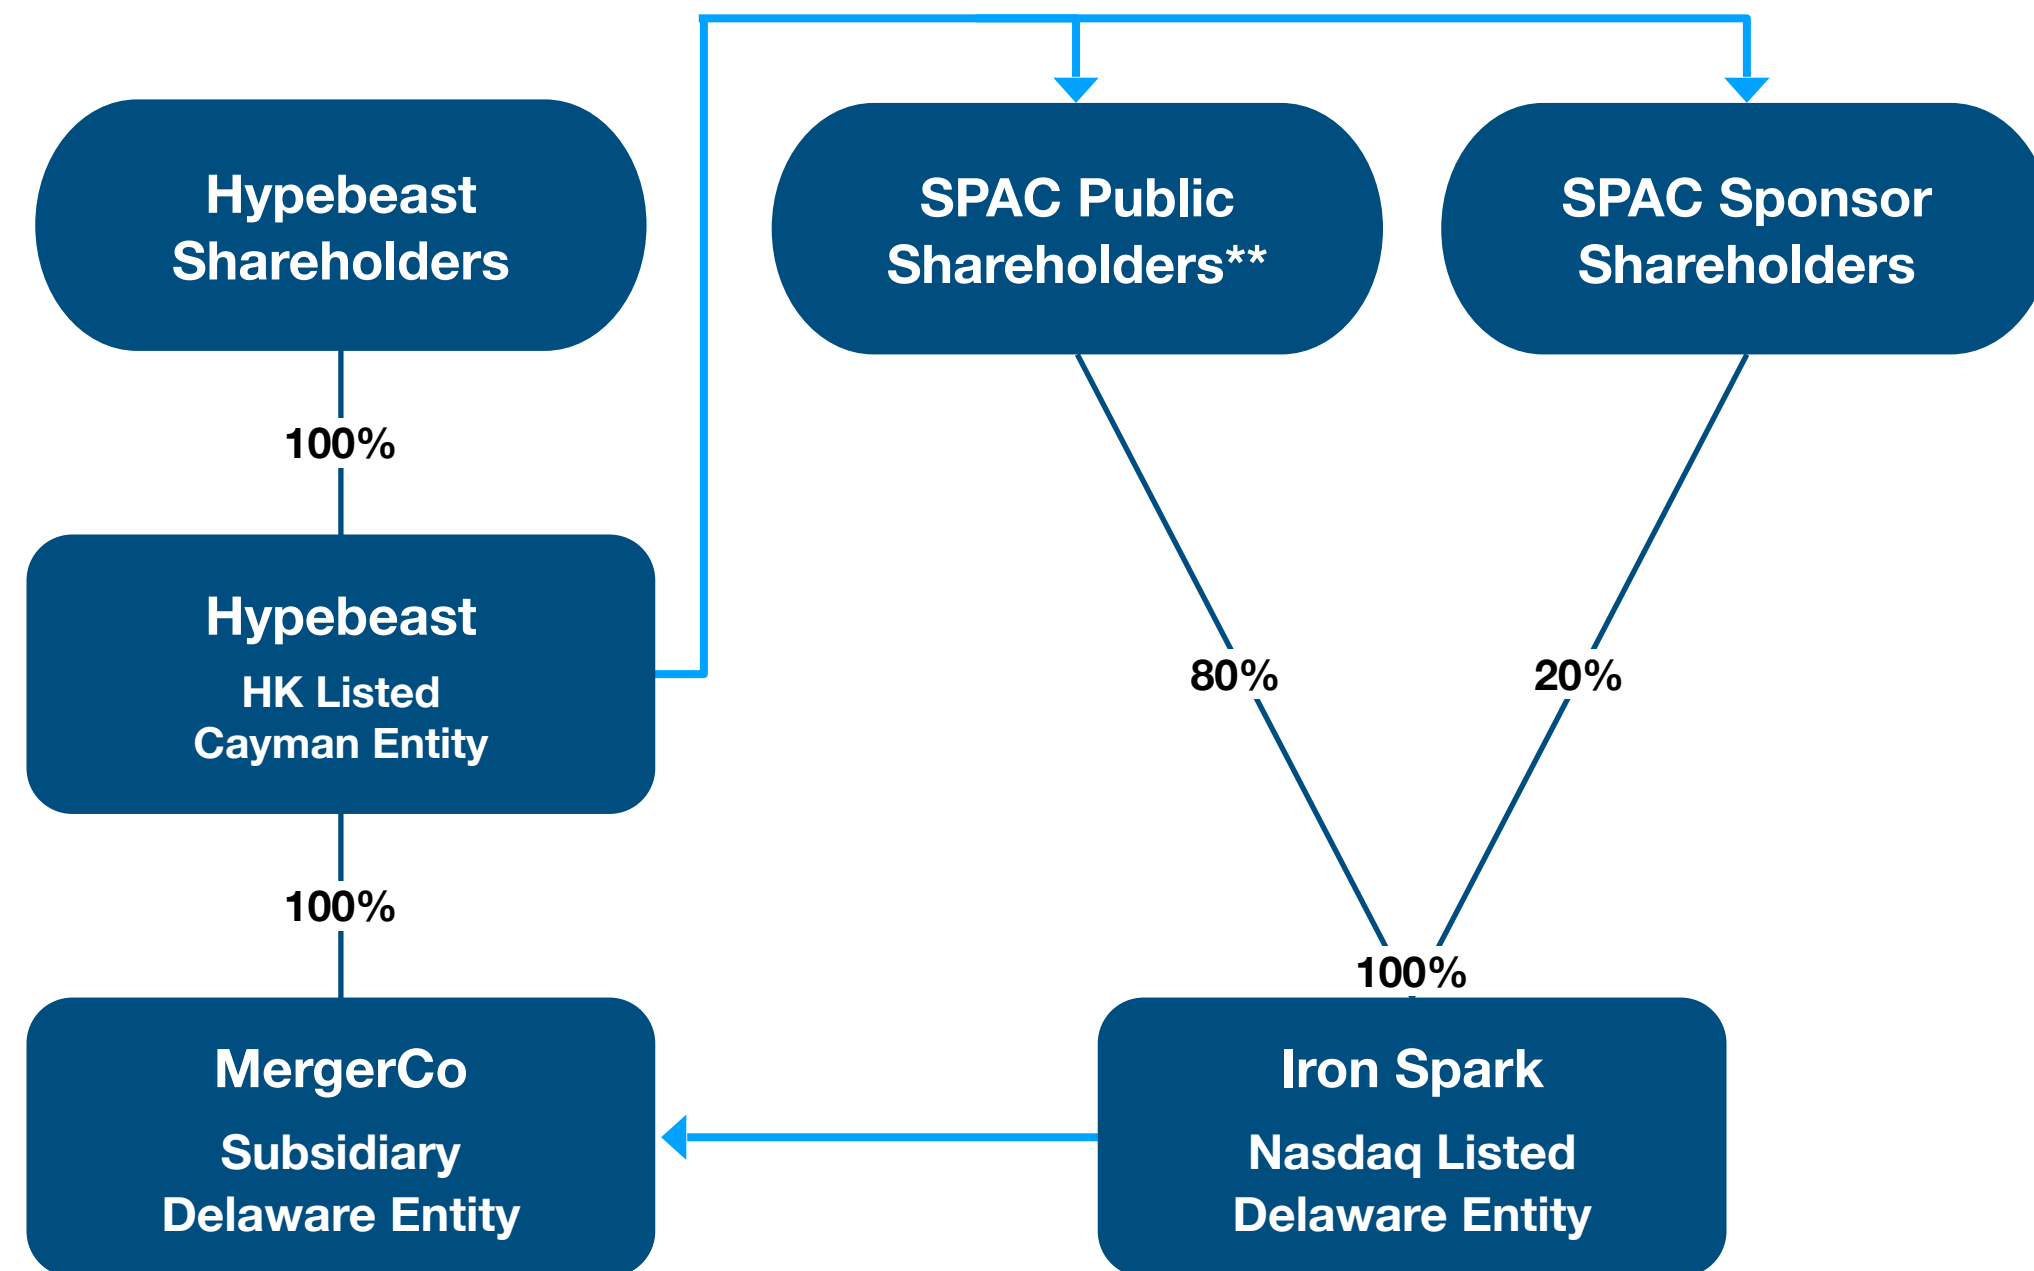 Hypebeast
Shareholders
SPAC Public
Shareholders**
SPAC Sponsor
Shareholders
100%
Hypebeast
HK Listed
Cayman Entity
80%
20%
100%
100%
MergerCo
Subsidiary
Delaware Entity
Iron Spark
Nasdaq Listed
Delaware Entity